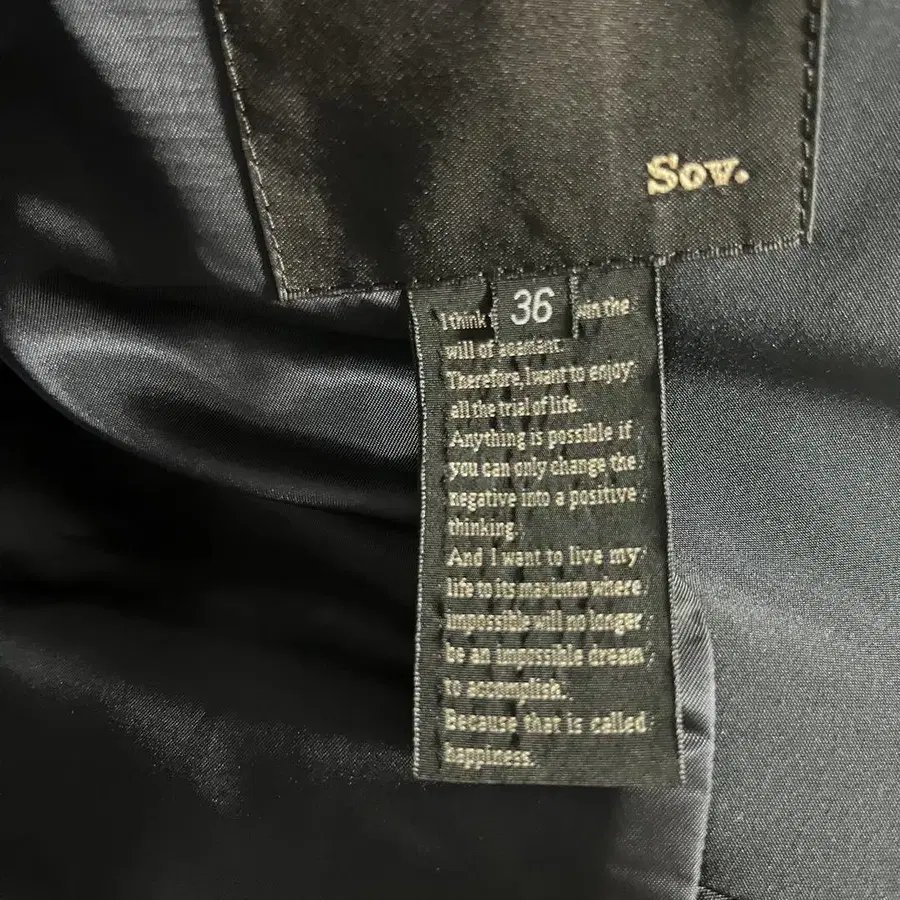 Sov.
36
I think win the
will of adamant.
Therefore, I want to enjoy
all the trial of life.
Anything is possible if
you can only change the
negative into a positive
thinking.
And I want to live my
life to its maximum where
impossible will no longer
be an impossible dream
to accomplish.
Because that is called
happiness.